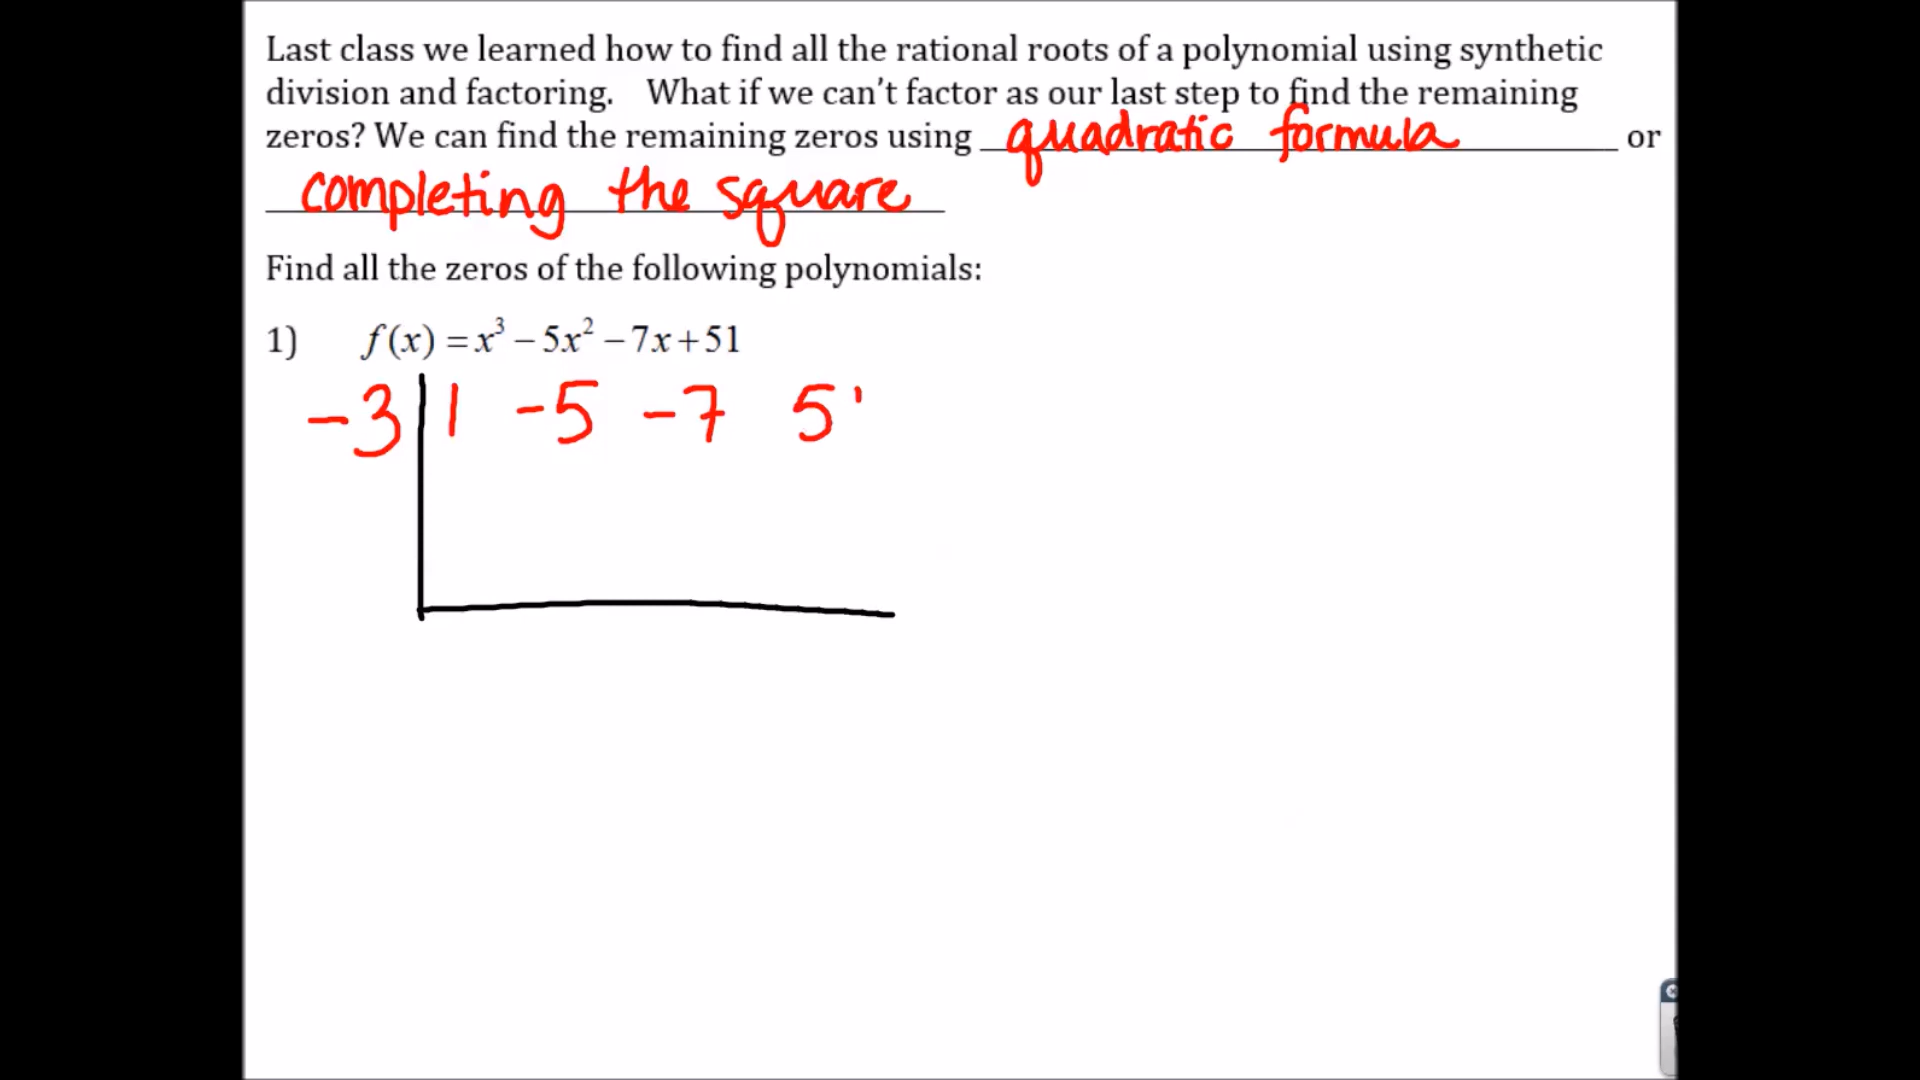 Last class we learned how to find all the rational roots of a polynomial using synthetic
division and factoring. What if we can't factor as our last step to find the remaining
zeros? We can find the remaining zeros using quadratic formula or
completing the square
Find all the zeros of the following polynomials:
1) f(x) = x³ − 5x² − 7x + 51
-3 | 1 -5 -7 5'